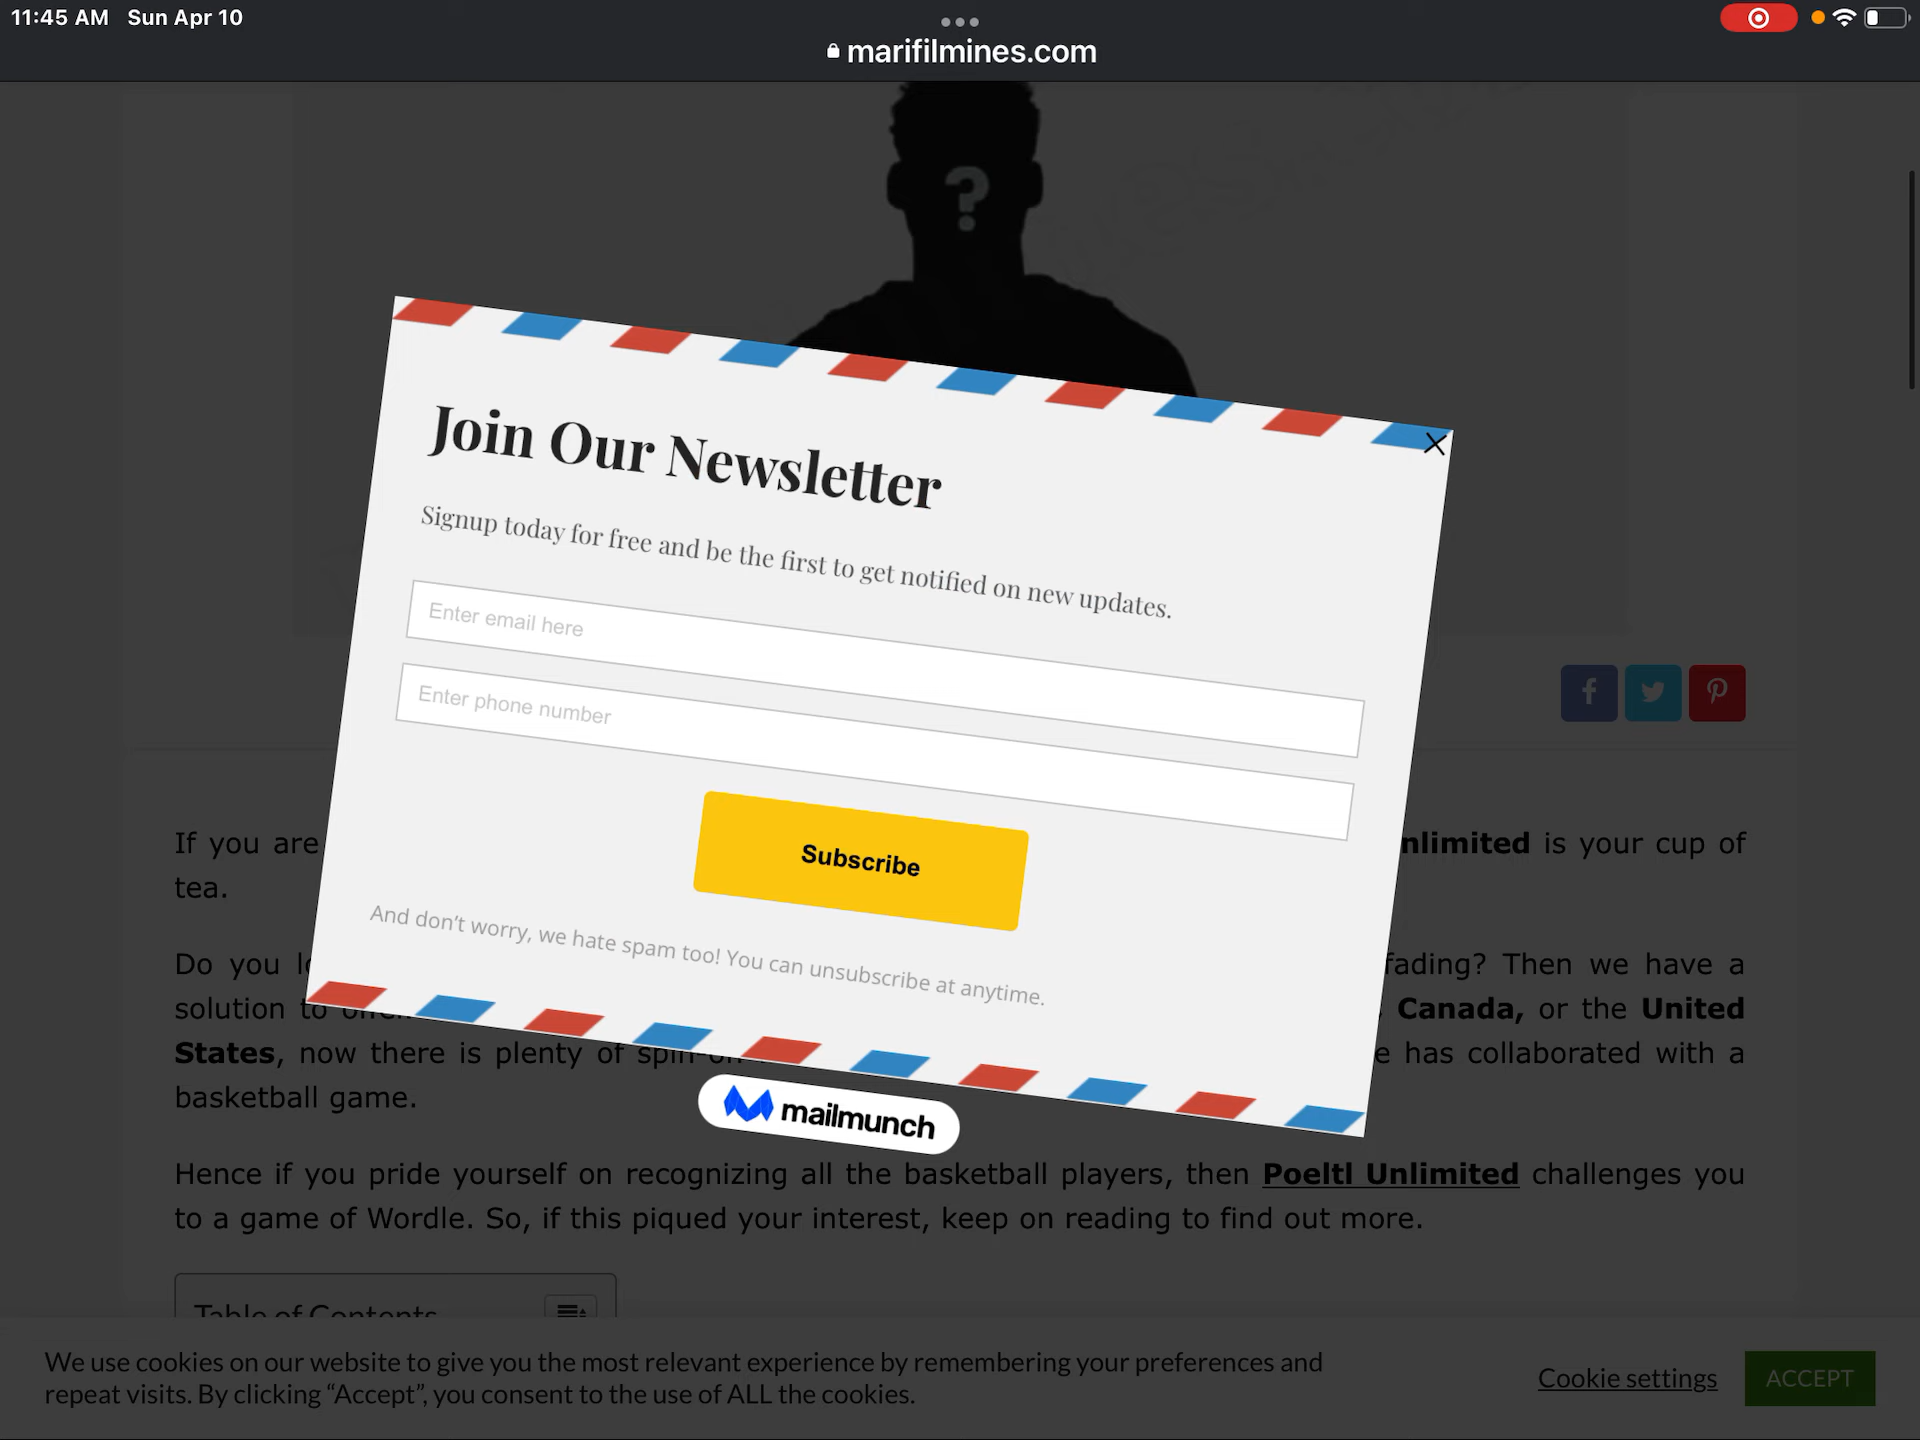 11:45 AM Sun Apr 10
marifilmines.com
?
Join Our Newsletter
Signup today for free and be the first to get notified on new updates.
Enter email here
Enter phone number
Subscribe
And don't worry, we hate spam too! You can unsubscribe at anytime.
mailmunch
If you are nlimited is your cup of
tea.
Do you fading? Then we have a
solution to Canada, or the United
States, now there is plenty of spin-on e has collaborated with a
basketball game.
Hence if you pride yourself on recognizing all the basketball players, then Poeltl Unlimited challenges you
to a game of Wordle. So, if this piqued your interest, keep on reading to find out more.
Table of Contents
We use cookies on our website to give you the most relevant experience by remembering your preferences and
repeat visits. By clicking “Accept”, you consent to the use of ALL the cookies.
Cookie settings
ACCEPT